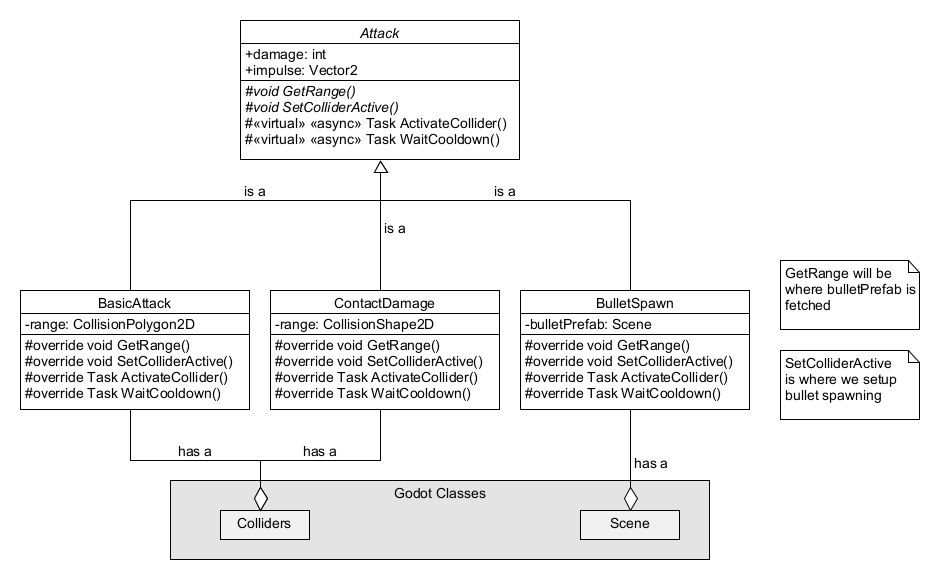 Attack
+damage: int
+impulse: Vector2
#void GetRange()
#void SetColliderActive()
#«virtual» «async» Task ActivateCollider()
#«virtual» «async» Task WaitCooldown()
is a
is a
is a
BasicAttack
-range: CollisionPolygon2D
#override void GetRange()
#override void SetColliderActive()
#override Task ActivateCollider()
#override Task WaitCooldown()
ContactDamage
-range: CollisionShape2D
#override void GetRange()
#override void SetColliderActive()
#override Task ActivateCollider()
#override Task WaitCooldown()
BulletSpawn
-bulletPrefab: Scene
#override void GetRange()
#override void SetColliderActive()
#override Task ActivateCollider()
#override Task WaitCooldown()
GetRange will be
where bulletPrefab is
fetched
SetColliderActive
is where we setup
bullet spawning
has a
has a
has a
Godot Classes
Colliders
Scene